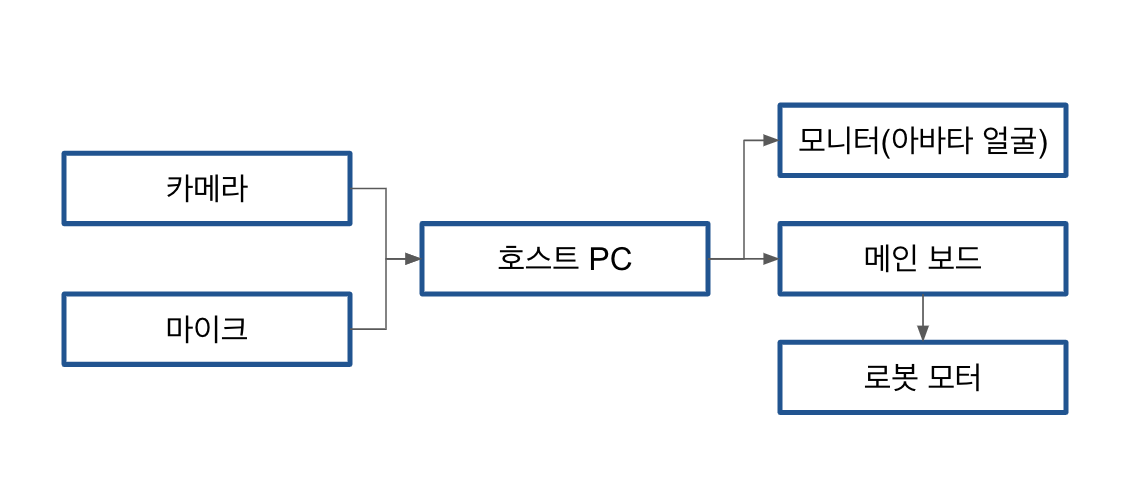 카메라
마이크
호스트 PC
모니터(아바타 얼굴)
메인 보드
로봇 모터